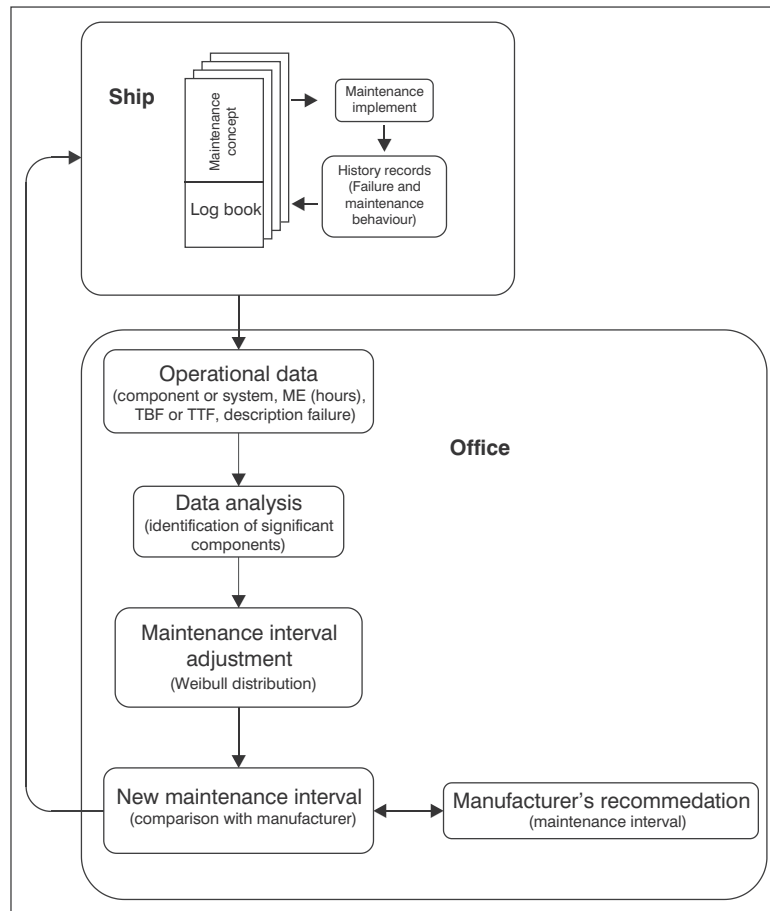 Ship
Maintenance
concept
Log book
Maintenance
implement
History records
(Failure and
maintenance
behaviour)
Office
Operational data
(component or system, ME (hours),
TBF or TTF, description failure)
Data analysis
(identification of significant
components)
Maintenance interval
adjustment
(Weibull distribution)
New maintenance interval
(comparison with manufacturer)
Manufacturer's recommedation
(maintenance interval)